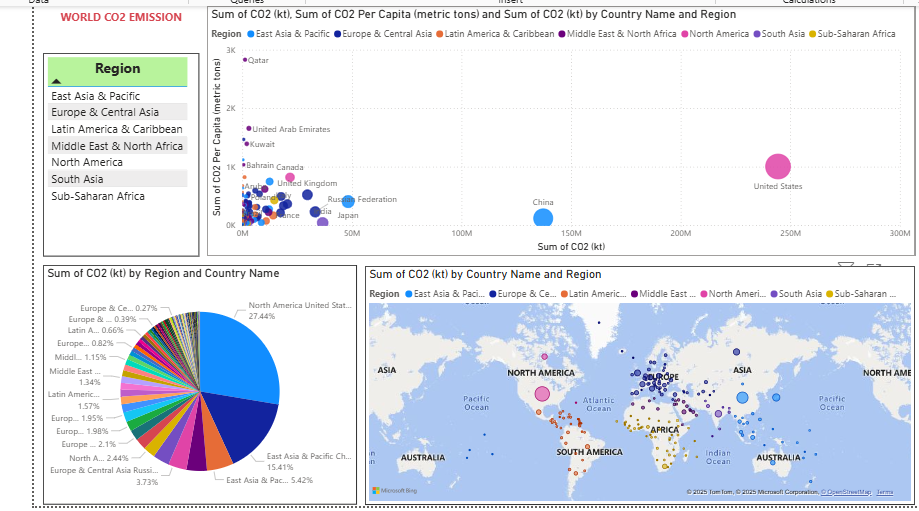 Data
Queries
Insert
Calculations
WORLD CO2 EMISSION
Region
East Asia & Pacific
Europe & Central Asia
Latin America & Caribbean
Middle East & North Africa
North America
South Asia
Sub-Saharan Africa
Sum of CO2 (kt), Sum of CO2 Per Capita (metric tons) and Sum of CO2 (kt) by Country Name and Region
Region East Asia & Pacific Europe & Central Asia Latin America & Caribbean Middle East & North Africa North America South Asia Sub-Saharan Africa
Sum of CO2 Per Capita (metric tons)
3K
2K
1K
0K
Qatar
United Arab Emirates
Kuwait
Bahrain
Canada
United Kingdom
Russian Federation
Japan
China
United States
0M
50M
100M
150M
200M
250M
300M
Sum of CO2 (kt)
Sum of CO2 (kt) by Region and Country Name
North America United Stat...
27.44%
East Asia & Pacific Ch...
15.41%
East Asia & Pac... 5.42%
Europe & Central Asia Russi...
3.73%
North A... 2.44%
Europe ... 2.1%
Europ... 1.98%
Europ... 1.95%
Latin Americ...
1.57%
Middle East ...
1.34%
Middl... 1.15%
Europe... 0.82%
Latin A... 0.66%
Europe & ... 0.39%
Europe & Ce... 0.27%
Sum of CO2 (kt) by Country Name and Region
Region East Asia & Paci... Europe & Ce... Latin Americ... Middle East ... North Ameri... South Asia Sub-Saharan ...
ASIA
NORTH AMERICA
EUROPE
ASIA
NORTH AME
Pacific
Ocean
Atlantic
Ocean
Pacific
Ocean
AFRICA
AUSTRALIA
SOUTH AMERICA
Indian
Ocean
AUSTRALIA
Microsoft Bing
© 2025 TomTom, © 2025 Microsoft Corporation, © OpenStreetMap Terms